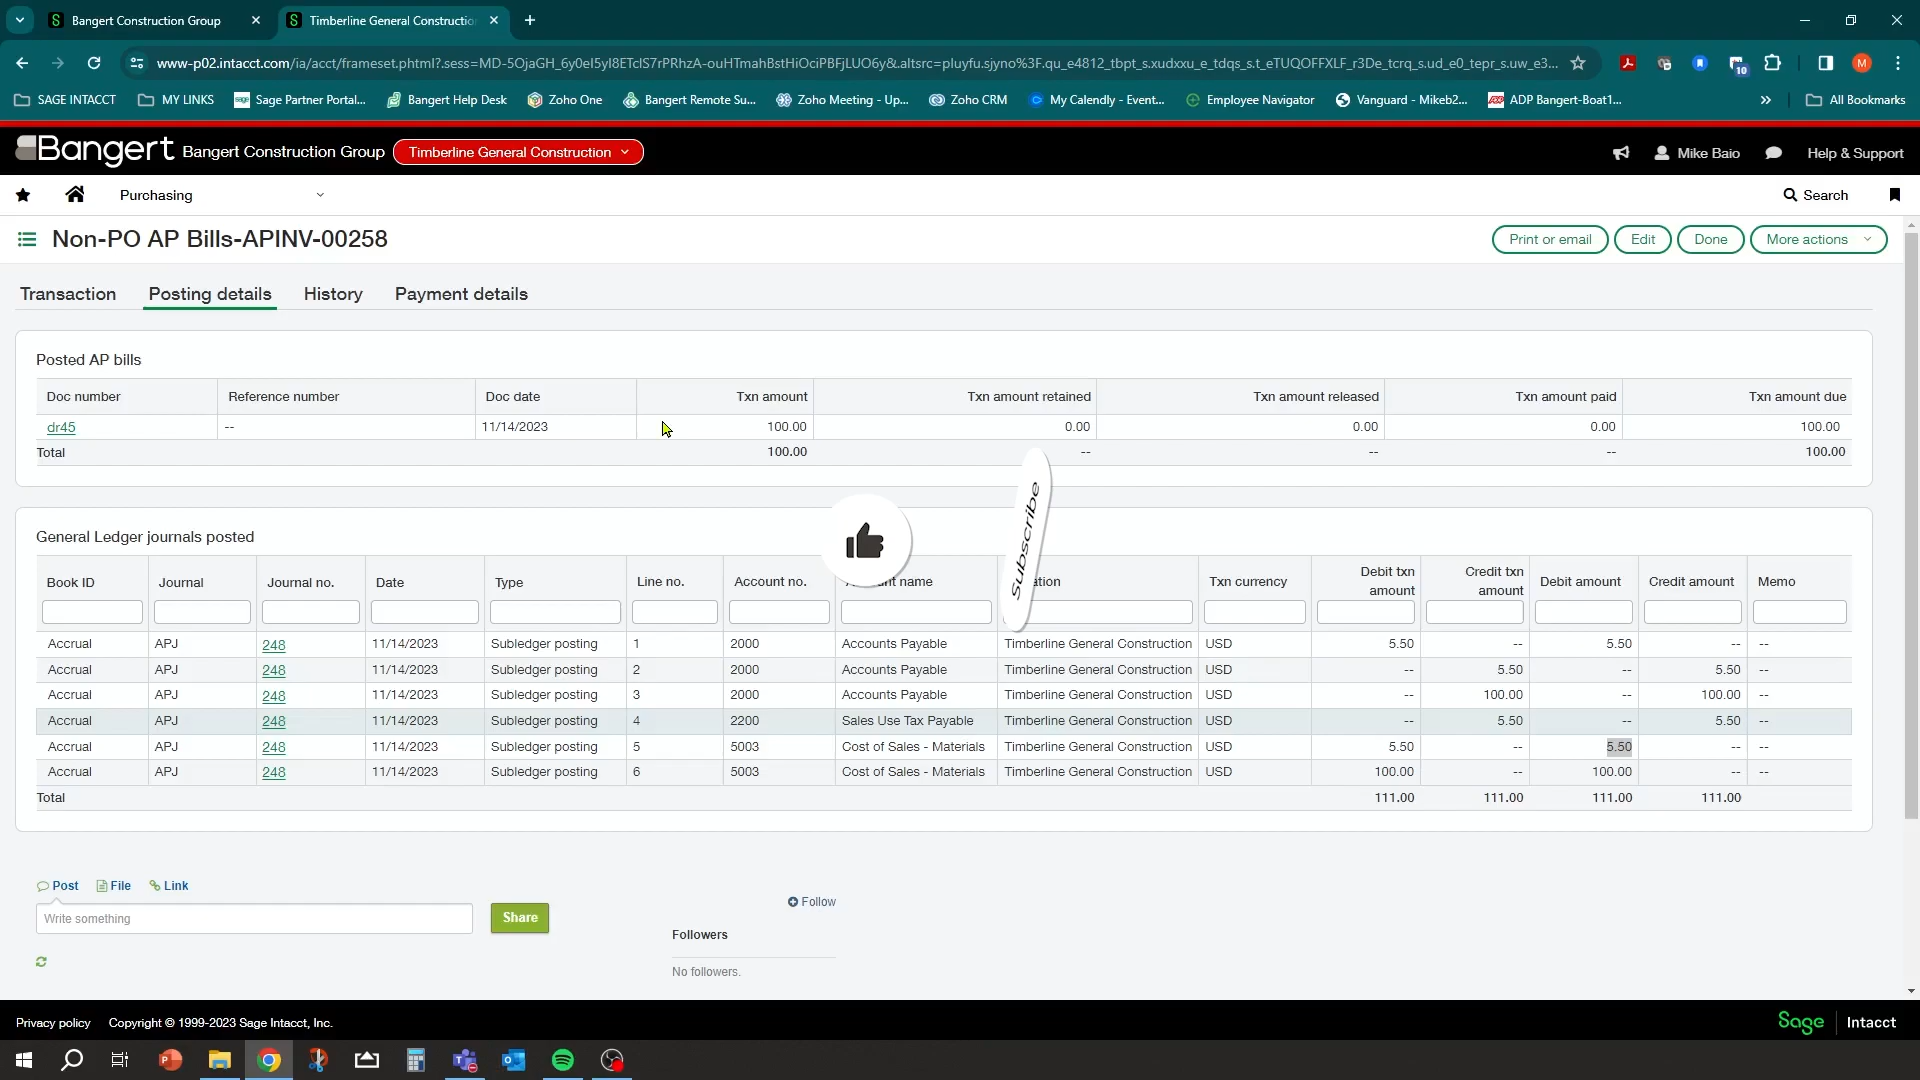 Bangert Construction Group
Timberline General Constructio
www-p02.intacct.com/ia/acct/frameset.phtml?.sess=MD-5OjaGH_6y0eI5yI8ETclS7rPRhzA-ouHTmahBstHiOciPBFjLUO6y&.altsrc=pluyfu.sjyno%3F.qu_e4812_tbpt_s.xudxxu_e_tdqs_s.t_eTUQOFFXLF_r3De_tcrq_s.ud_e0_tepr_s.uw_e3...
10
M
SAGE INTACCT MY LINKS Sage Partner Portal... Bangert Help Desk Zoho One Bangert Remote Su... Zoho Meeting - Up... Zoho CRM My Calendly - Event... Employee Navigator Vanguard - Mikeb2... ADP Bangert-Boat1... » All Bookmarks
Bangert Bangert Construction Group Timberline General Construction Mike Baio Help & Support
Purchasing Search
Non-PO AP Bills-APINV-00258 Print or email Edit Done More actions
Transaction Posting details History Payment details
Posted AP bills
Doc number Reference number Doc date Txn amount Txn amount retained Txn amount released Txn amount paid Txn amount due
dr45 -- 11/14/2023 100.00 0.00 0.00 0.00 100.00
Total 100.00 -- -- -- 100.00
Subscribe
General Ledger journals posted
Book ID Journal Journal no. Date Type Line no. Account no. name Txn currency Debit txn amount Credit txn amount Debit amount Credit amount Memo
Accrual APJ 248 11/14/2023 Subledger posting 1 2000 Accounts Payable Timberline General Construction USD 5.50 -- 5.50 -- --
Accrual APJ 248 11/14/2023 Subledger posting 2 2000 Accounts Payable Timberline General Construction USD -- 5.50 -- 5.50 --
Accrual APJ 248 11/14/2023 Subledger posting 3 2000 Accounts Payable Timberline General Construction USD -- 100.00 -- 100.00 --
Accrual APJ 248 11/14/2023 Subledger posting 4 2200 Sales Use Tax Payable Timberline General Construction USD -- 5.50 -- 5.50 --
Accrual APJ 248 11/14/2023 Subledger posting 5 5003 Cost of Sales - Materials Timberline General Construction USD 5.50 -- 5.50 -- --
Accrual APJ 248 11/14/2023 Subledger posting 6 5003 Cost of Sales - Materials Timberline General Construction USD 100.00 -- 100.00 -- --
Total 111.00 111.00 111.00 111.00
Post File Link
Write something Share
Follow
Followers
No followers.
Privacy policy Copyright © 1999-2023 Sage Intacct, Inc. Sage Intacct